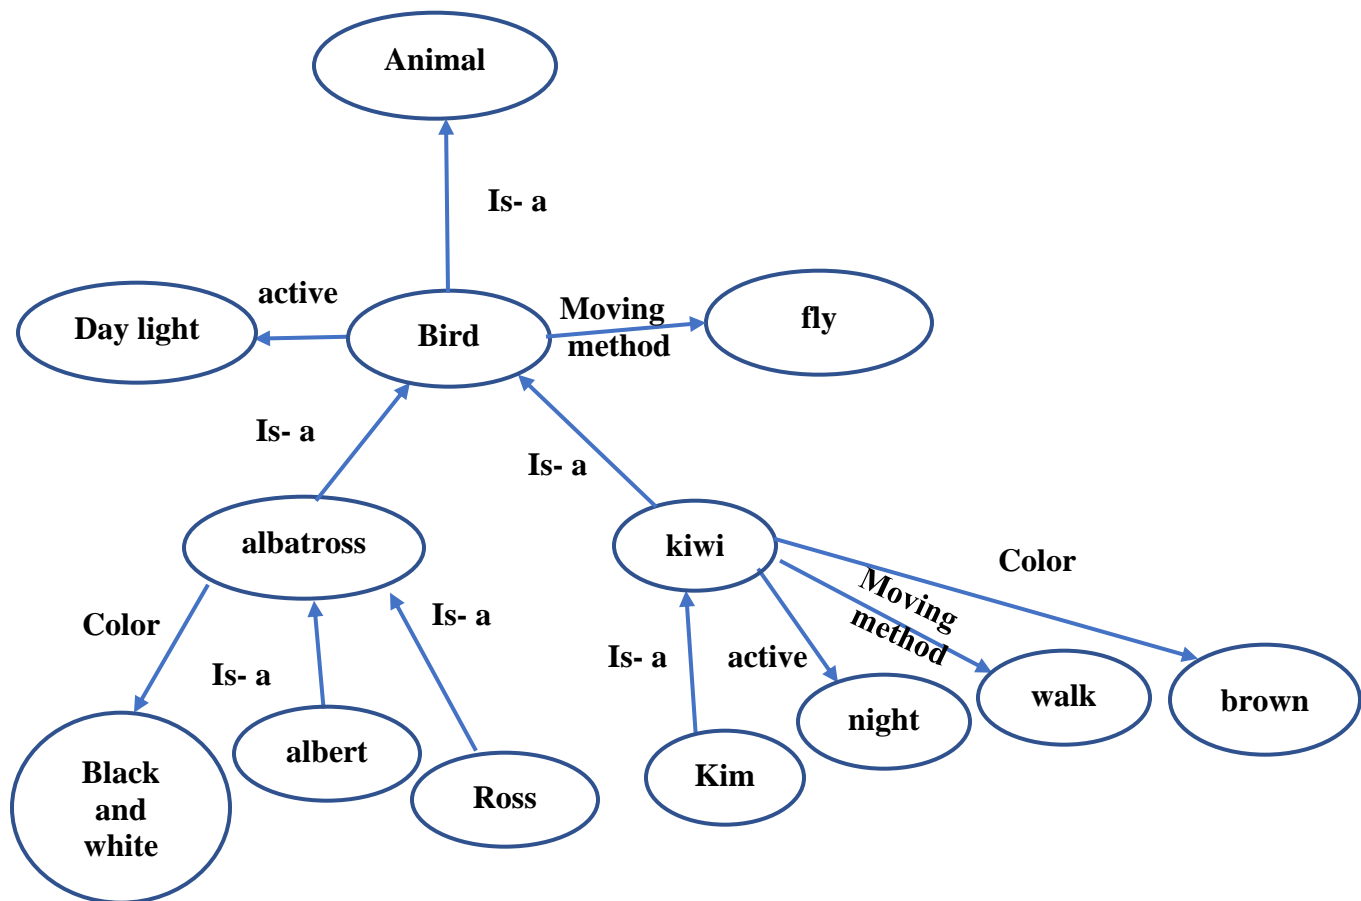 Animal
Is- a
active
Day light
Bird
Moving
method
fly
Is- a
Is- a
albatross
kiwi
Color
Moving
method
Color
Is- a
Is- a
Is- a
active
Black
and
white
albert
Ross
Kim
night
walk
brown